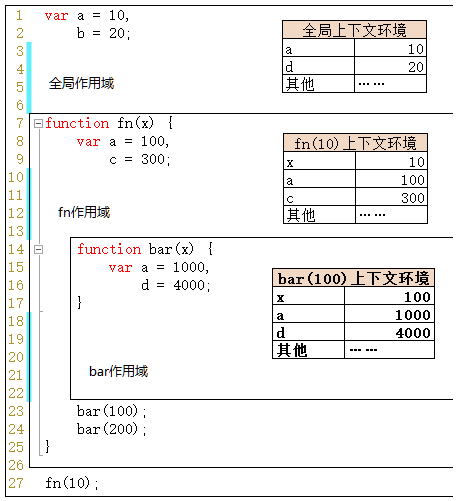 1 var a = 10,
2 b = 20;
全局上下文环境
a 10
3
4 d 20
5 全局作用域 其他 ……
6
7 function fn(x) {
8 var a = 100,
fn(10)上下文环境
9 c = 300;
x 10
10 a 100
11 c 300
12 fn作用域 其他 ……
13
14 function bar(x) {
15 var a = 1000,
bar(100)上下文环境
16 d = 4000;
x 100
17 }
a 1000
18
d 4000
19
其他 ……
20
21 bar作用域
22
23 bar(100);
24 bar(200);
25 }
26
27 fn(10);